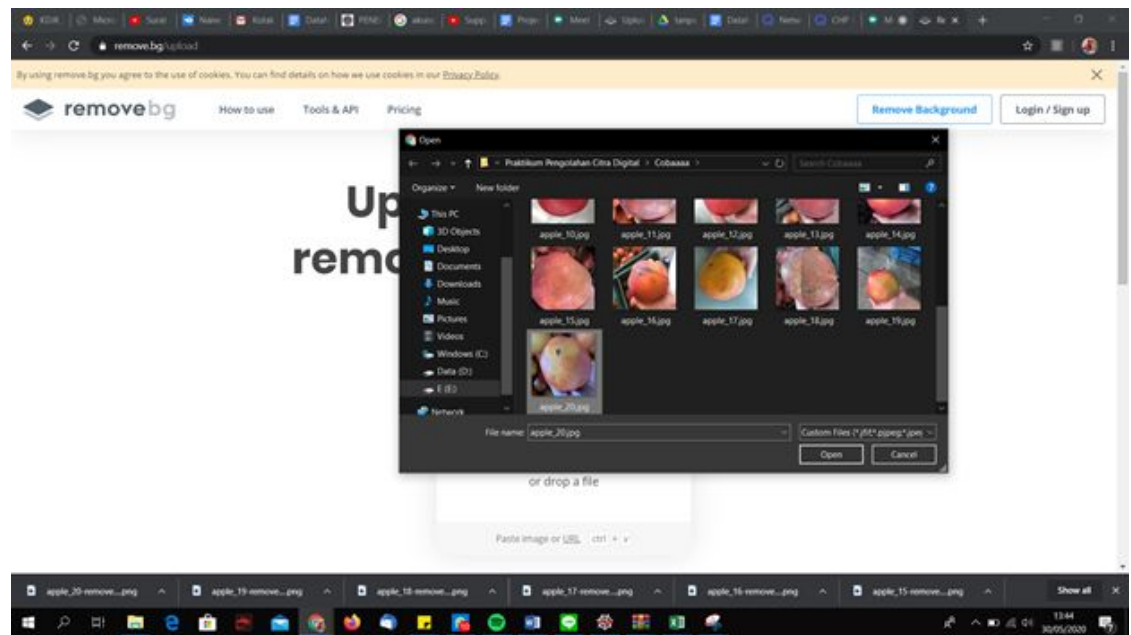 remove.bg/upload
By using remove.bg you agree to the use of cookies. You can find details on how we use cookies in our Privacy Policy.
removebg How to use Tools & API Pricing Remove Background Login / Sign up
Open
Praktikum Pengolahan Citra Digital > Cobaaaa >
Search Cobaaaa
Organize New folder
This PC
3D Objects
Desktop
Documents
Downloads
Music
Pictures
Videos
Windows (C:)
Data (D:)
E (E:)
Network
apple_10.jpg apple_11.jpg apple_12.jpg apple_13.jpg apple_14.jpg
apple_15.jpg apple_16.jpg apple_17.jpg apple_18.jpg apple_19.jpg
apple_20.jpg
File name: apple_20.jpg
Open Cancel
Up
remo
or drop a file
Paste image or URL ctrl + v
apple_20-remove....png apple_19-remove....png apple_18-remove....png apple_17-remove....png apple_16-remove....png apple_15-remove....png Show all
13:44
30/05/2020